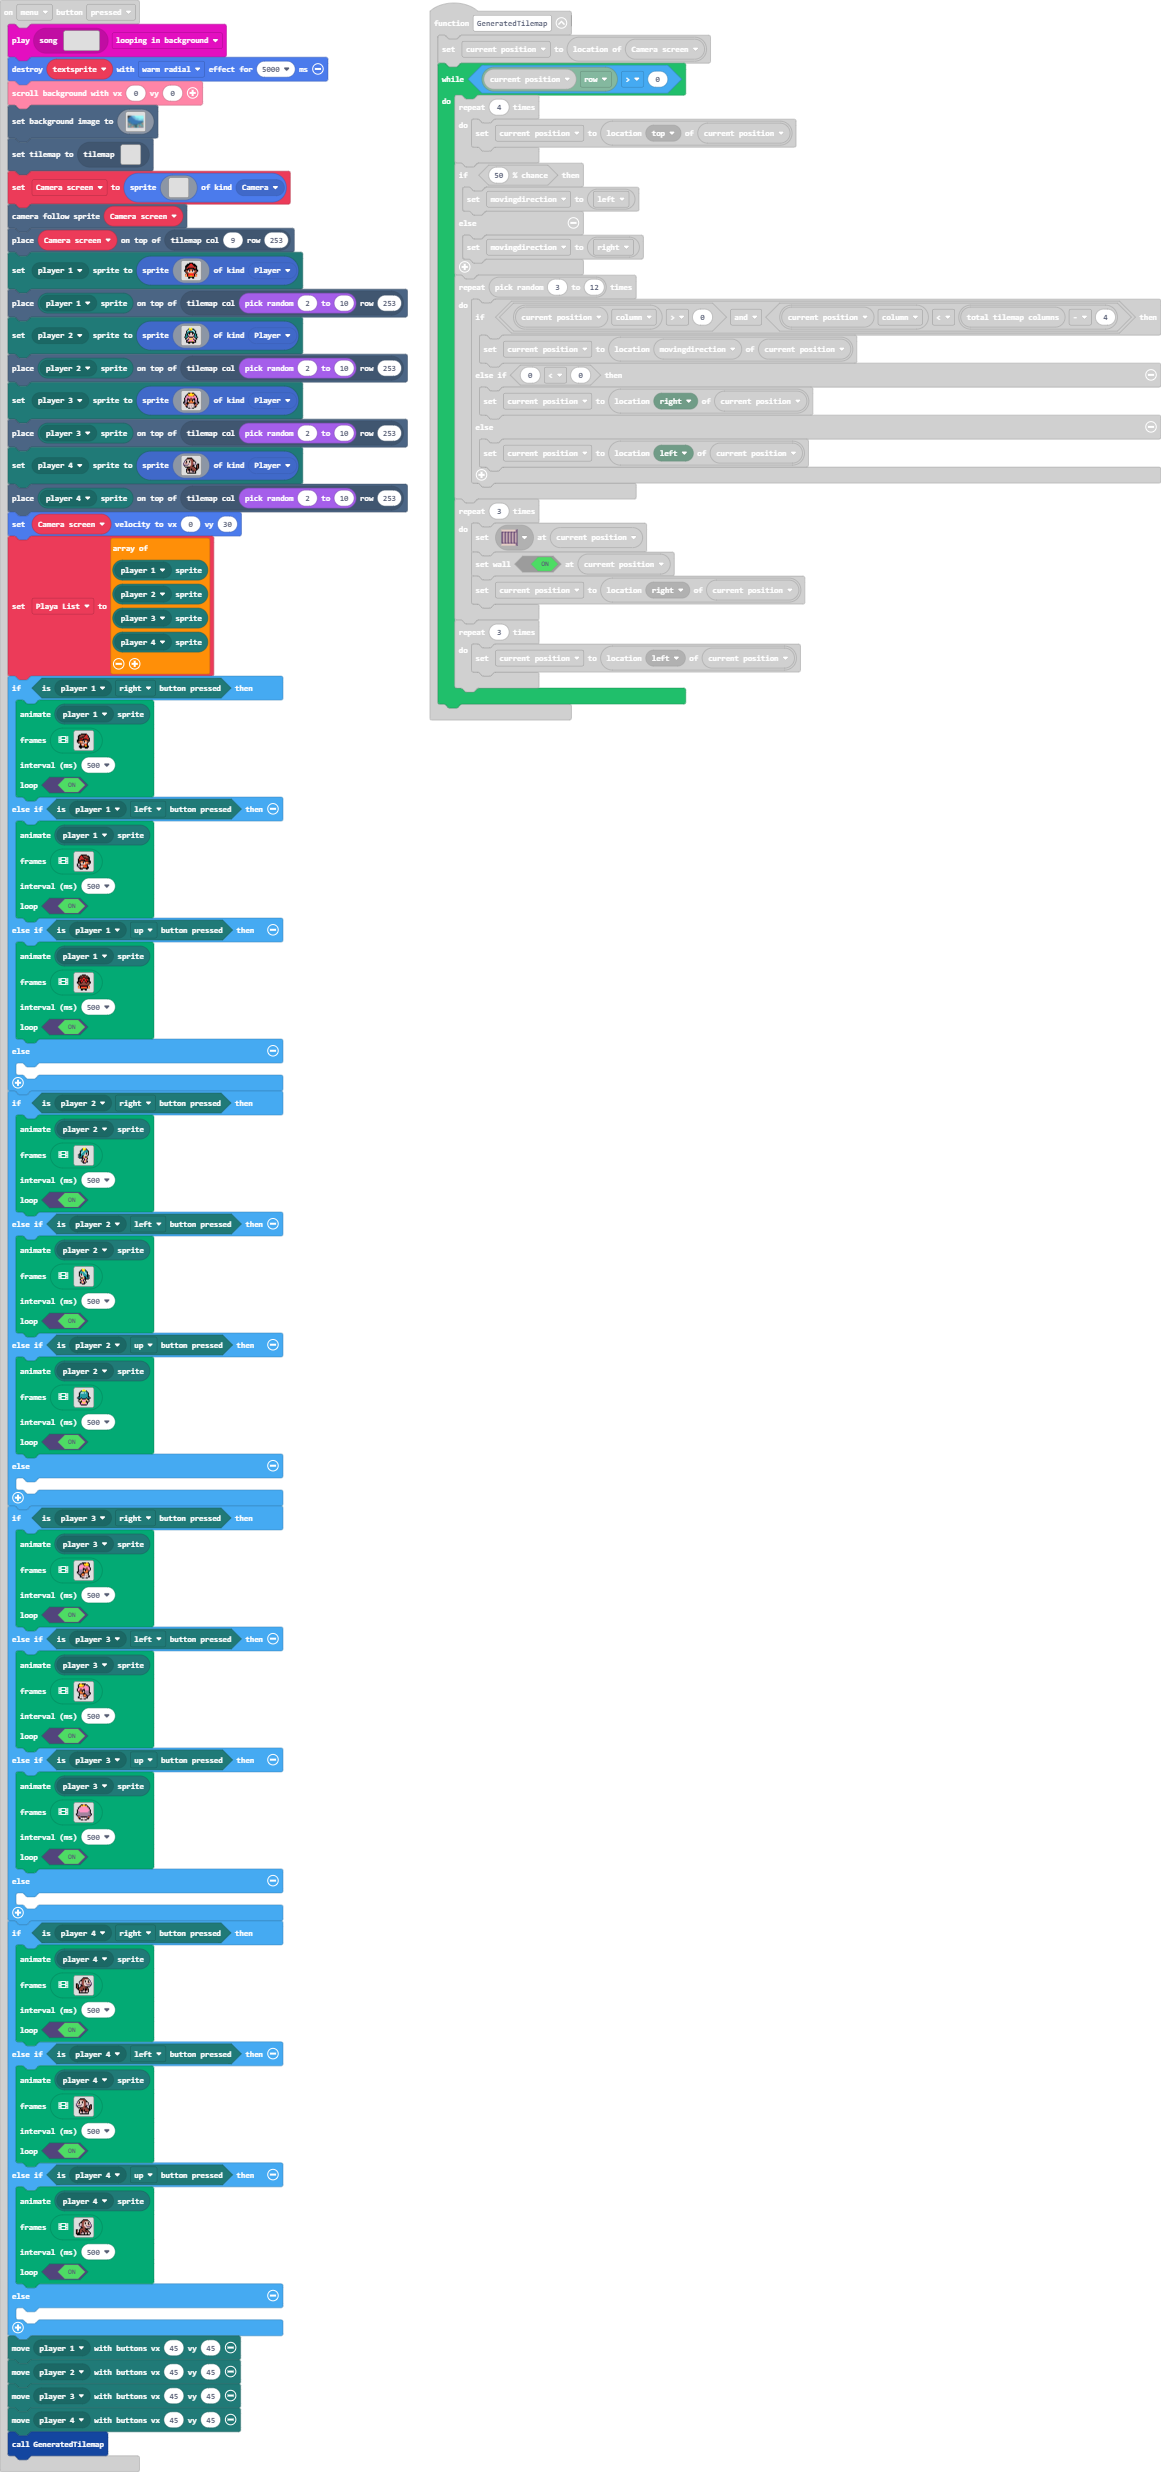 on menu button pressed
play song looping in background
destroy textsprite with warm radial effect for 5000 ms
scroll background with vx 0 vy 0
set background image to
set tilemap to tilemap
set Camera screen to sprite of kind Camera
camera follow sprite Camera screen
place Camera screen on top of tilemap col 9 row 253
set player 1 sprite to sprite of kind Player
place player 1 sprite on top of tilemap col pick random 2 to 10 row 253
set player 2 sprite to sprite of kind Player
place player 2 sprite on top of tilemap col pick random 2 to 10 row 253
set player 3 sprite to sprite of kind Player
place player 3 sprite on top of tilemap col pick random 2 to 10 row 253
set player 4 sprite to sprite of kind Player
place player 4 sprite on top of tilemap col pick random 2 to 10 row 253
set Camera screen velocity to vx 0 vy 30
set Playa List to array of
player 1 sprite
player 2 sprite
player 3 sprite
player 4 sprite
if is player 1 right button pressed then
animate player 1 sprite
frames
interval (ms) 500
loop ON
else if is player 1 left button pressed then
animate player 1 sprite
frames
interval (ms) 500
loop ON
else if is player 1 up button pressed then
animate player 1 sprite
frames
interval (ms) 500
loop ON
else
if is player 2 right button pressed then
animate player 2 sprite
frames
interval (ms) 500
loop ON
else if is player 2 left button pressed then
animate player 2 sprite
frames
interval (ms) 500
loop ON
else if is player 2 up button pressed then
animate player 2 sprite
frames
interval (ms) 500
loop ON
else
if is player 3 right button pressed then
animate player 3 sprite
frames
interval (ms) 500
loop ON
else if is player 3 left button pressed then
animate player 3 sprite
frames
interval (ms) 500
loop ON
else if is player 3 up button pressed then
animate player 3 sprite
frames
interval (ms) 500
loop ON
else
if is player 4 right button pressed then
animate player 4 sprite
frames
interval (ms) 500
loop ON
else if is player 4 left button pressed then
animate player 4 sprite
frames
interval (ms) 500
loop ON
else if is player 4 up button pressed then
animate player 4 sprite
frames
interval (ms) 500
loop ON
else
move player 1 with buttons vx 45 vy 45
move player 2 with buttons vx 45 vy 45
move player 3 with buttons vx 45 vy 45
move player 4 with buttons vx 45 vy 45
call GeneratedTilemap
function GeneratedTilemap
set current position to location of Camera screen
while current position row > 0
do
repeat 4 times
do set current position to location top of current position
if 50 % chance then
set movingdirection to left
else
set movingdirection to right
repeat pick random 3 to 12 times
do if current position column > 0 and current position column < total tilemap columns - 4 then
set current position to location movingdirection of current position
else if 0 < 0 then
set current position to location right of current position
else
set current position to location left of current position
repeat 3 times
do set at current position
set wall ON at current position
set current position to location right of current position
repeat 3 times
do set current position to location left of current position